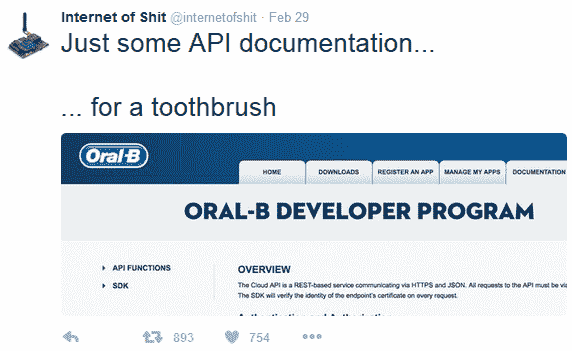 Internet of Shit @internetofshit · Feb 29
Just some API documentation...
... for a toothbrush
Oral-B
HOME DOWNLOADS REGISTER AN APP MANAGE MY APPS DOCUMENTATION
ORAL-B DEVELOPER PROGRAM
API FUNCTIONS
SDK
OVERVIEW
The Cloud API is a REST-based service communicating via HTTPS and JSON. All requests to the API must be via
The SDK will verify the identity of the endpoint's certificate on every request.
893 754